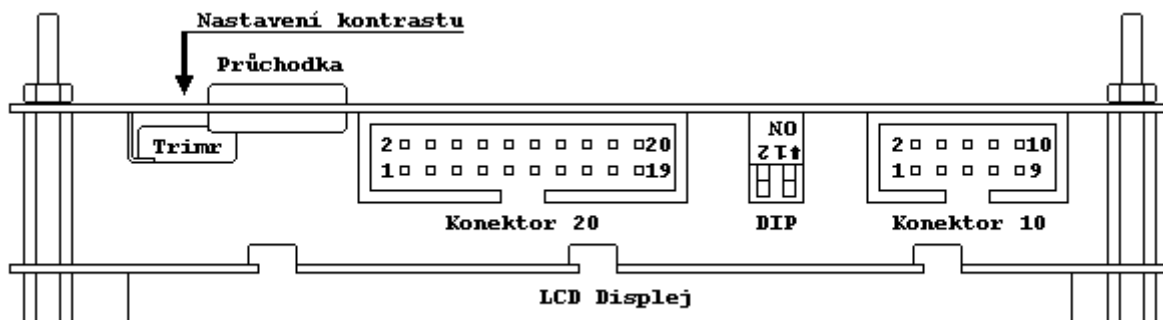 Nastavení kontrastu
Průchodka
Trimr
2 20
1 19
ON
↑ 1 2
2 10
1 9
Konektor 20
DIP
Konektor 10
LCD Displej